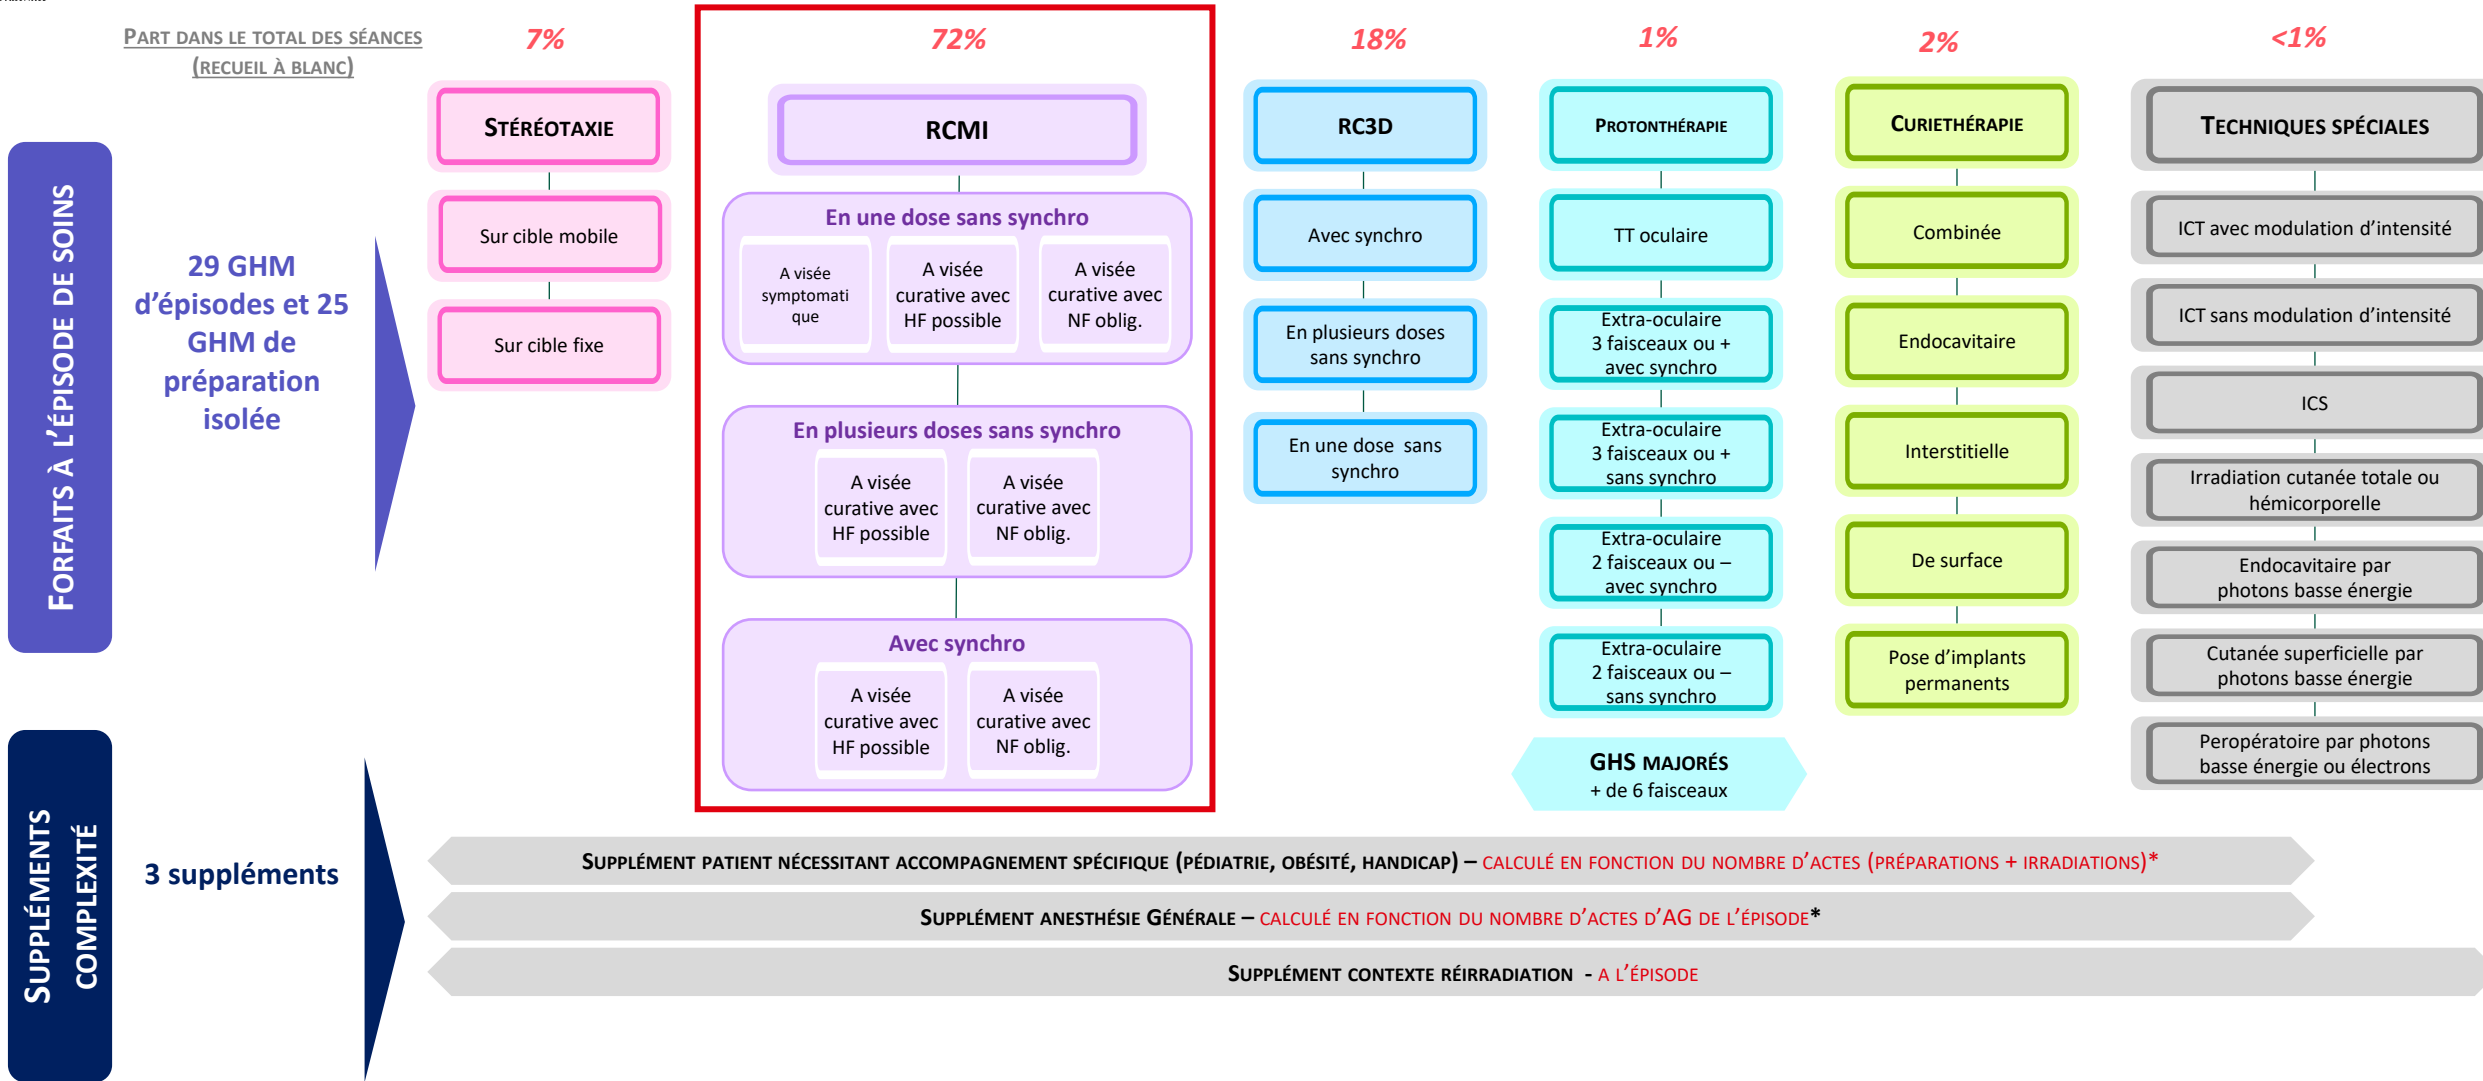 PART DANS LE TOTAL DES SÉANCES
(RECUEIL À BLANC)
7%
72%
18%
1%
2%
<1%
FORFAITS À L'ÉPISODE DE SOINS
29 GHM
d'épisodes et 25
GHM de
préparation
isolée
STÉRÉOTAXIE
Sur cible mobile
Sur cible fixe
RCMI
En une dose sans synchro
A visée
symptomati
que
A visée
curative avec
HF possible
A visée
curative avec
NF oblig.
En plusieurs doses sans synchro
A visée
curative avec
HF possible
A visée
curative avec
NF oblig.
Avec synchro
A visée
curative avec
HF possible
A visée
curative avec
NF oblig.
RC3D
Avec synchro
En plusieurs doses
sans synchro
En une dose sans
synchro
PROTONTHÉRAPIE
TT oculaire
Extra-oculaire
3 faisceaux ou +
avec synchro
Extra-oculaire
3 faisceaux ou +
sans synchro
Extra-oculaire
2 faisceaux ou –
avec synchro
Extra-oculaire
2 faisceaux ou –
sans synchro
GHS MAJORÉS
+ de 6 faisceaux
CURIETHÉRAPIE
Combinée
Endocavitaire
Interstitielle
De surface
Pose d'implants
permanents
TECHNIQUES SPÉCIALES
ICT avec modulation d'intensité
ICT sans modulation d'intensité
ICS
Irradiation cutanée totale ou
hémicorporelle
Endocavitaire par
photons basse énergie
Cutanée superficielle par
photons basse énergie
Peropératoire par photons
basse énergie ou électrons
SUPPLÉMENTS
COMPLEXITÉ
3 suppléments
SUPPLÉMENT PATIENT NÉCESSITANT ACCOMPAGNEMENT SPÉCIFIQUE (PÉDIATRIE, OBÉSITÉ, HANDICAP) – CALCULÉ EN FONCTION DU NOMBRE D'ACTES (PRÉPARATIONS + IRRADIATIONS)*
SUPPLÉMENT ANESTHÉSIE GÉNÉRALE – CALCULÉ EN FONCTION DU NOMBRE D'ACTES D'AG DE L'ÉPISODE*
SUPPLÉMENT CONTEXTE RÉIRRADIATION - A L'ÉPISODE